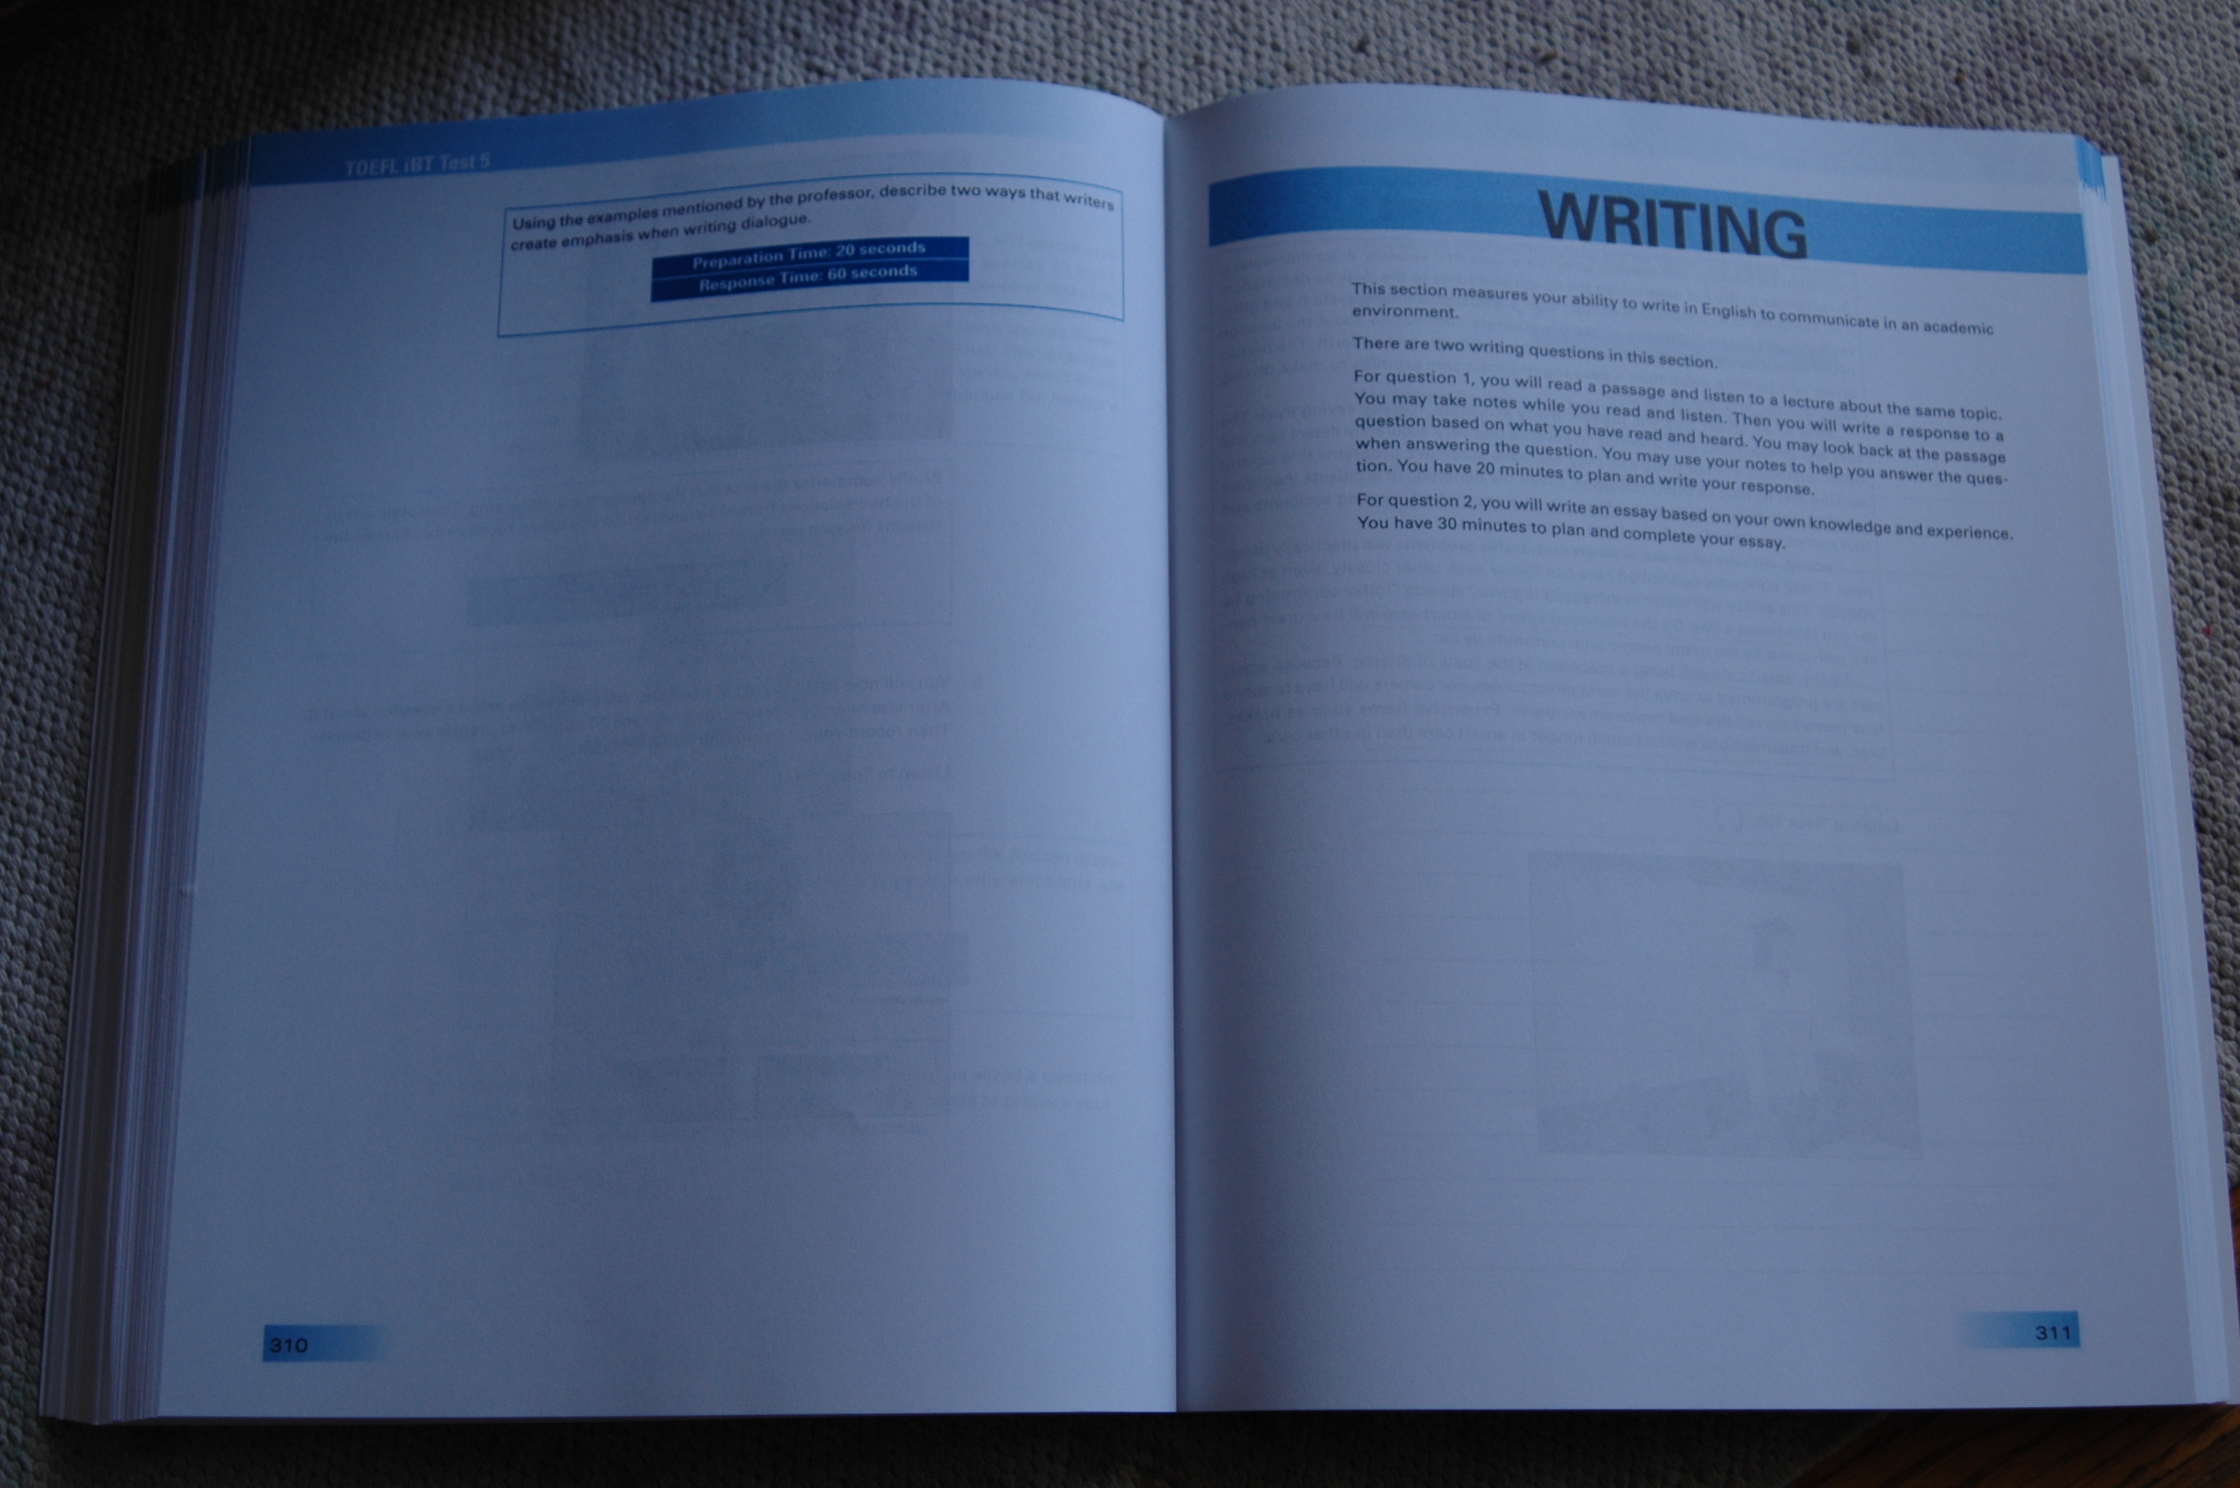 TOEFL iBT Test 5
Using the examples mentioned by the professor, describe two ways that writers
create emphasis when writing dialogue.
Preparation Time: 20 seconds
Response Time: 60 seconds
310
WRITING
This section measures your ability to write in English to communicate in an academic
environment.
There are two writing questions in this section.
For question 1, you will read a passage and listen to a lecture about the same topic.
You may take notes while you read and listen. Then you will write a response to a
question based on what you have read and heard. You may look back at the passage
when answering the question. You may use your notes to help you answer the ques-
tion. You have 20 minutes to plan and write your response.
For question 2, you will write an essay based on your own knowledge and experience.
You have 30 minutes to plan and complete your essay.
311